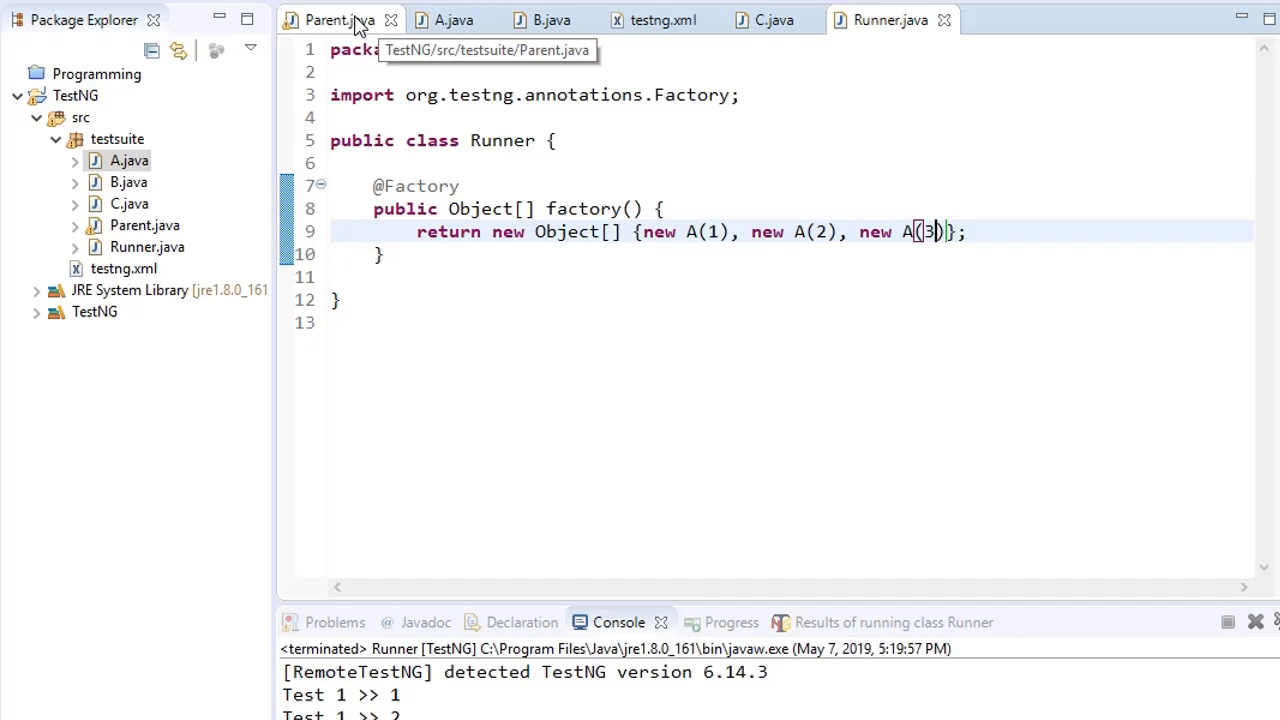 Package Explorer
Parent.java
A.java
B.java
testng.xml
C.java
Runner.java
TestNG/src/testsuite/Parent.java
Programming
TestNG
src
testsuite
A.java
B.java
C.java
Parent.java
Runner.java
testng.xml
JRE System Library [jre1.8.0_161
TestNG
1 packa
2
3 import org.testng.annotations.Factory;
4
5 public class Runner {
6
7 @Factory
8 public Object[] factory() {
9 return new Object[] {new A(1), new A(2), new A(3)};
10 }
11
12 }
13
Problems @ Javadoc Declaration Console Progress Results of running class Runner
<terminated> Runner [TestNG] C:\Program Files\Java\jre1.8.0_161\bin\javaw.exe (May 7, 2019, 5:19:57 PM)
[RemoteTestNG] detected TestNG version 6.14.3
Test 1 >> 1
Test 1 >> 2